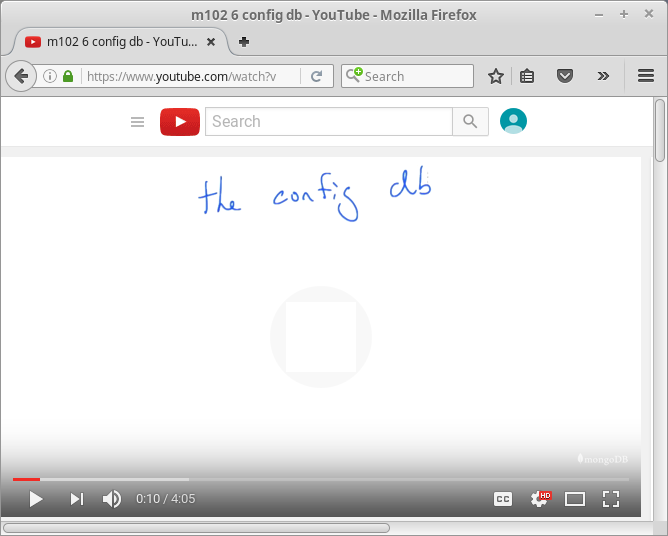 m102 6 config db - YouTube - Mozilla Firefox
m102 6 config db - YouTu...
https://www.youtube.com/watch?v
Search
Search
the config db
mongoDB
0:10 / 4:05
CC
HD